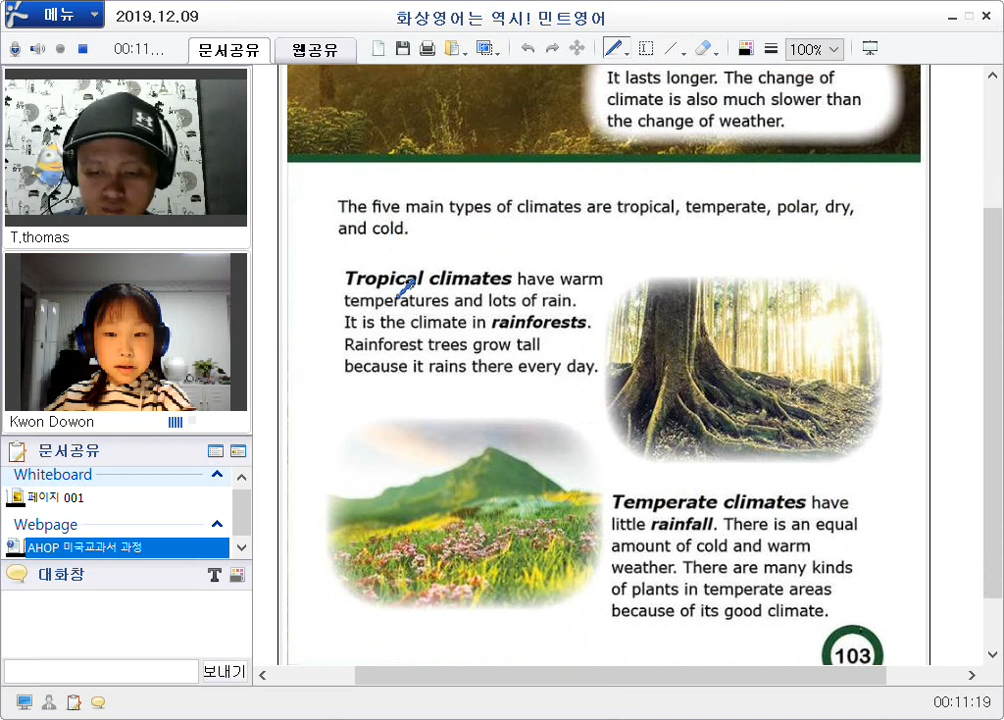 메뉴
2019.12.09
화상영어는 역시! 민트영어
00:11...
문서공유
웹공유
100%
T.thomas
Kwon Dowon
문서공유
Whiteboard
페이지 001
Webpage
AHOP 미국교과서 과정
대화창
보내기
It lasts longer. The change of
climate is also much slower than
the change of weather.
The five main types of climates are tropical, temperate, polar, dry,
and cold.
Tropical climates have warm
temperatures and lots of rain.
It is the climate in rainforests.
Rainforest trees grow tall
because it rains there every day.
Temperate climates have
little rainfall. There is an equal
amount of cold and warm
weather. There are many kinds
of plants in temperate areas
because of its good climate.
103
00:11:19